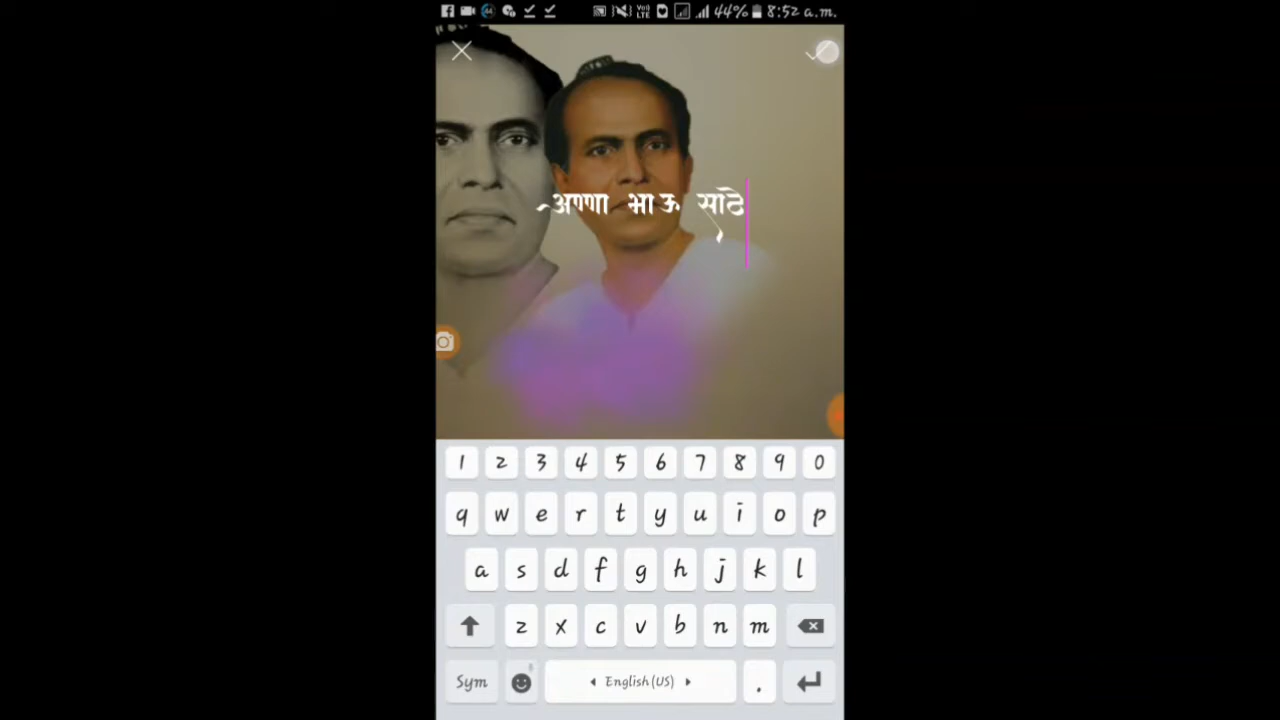 44% 8:52 a.m.
अण्णा भाऊ साठे
1 2 3 4 5 6 7 8 9 0
q w e r t y u i o p
a s d f g h j k l
z x c v b n m
Sym English(US) .